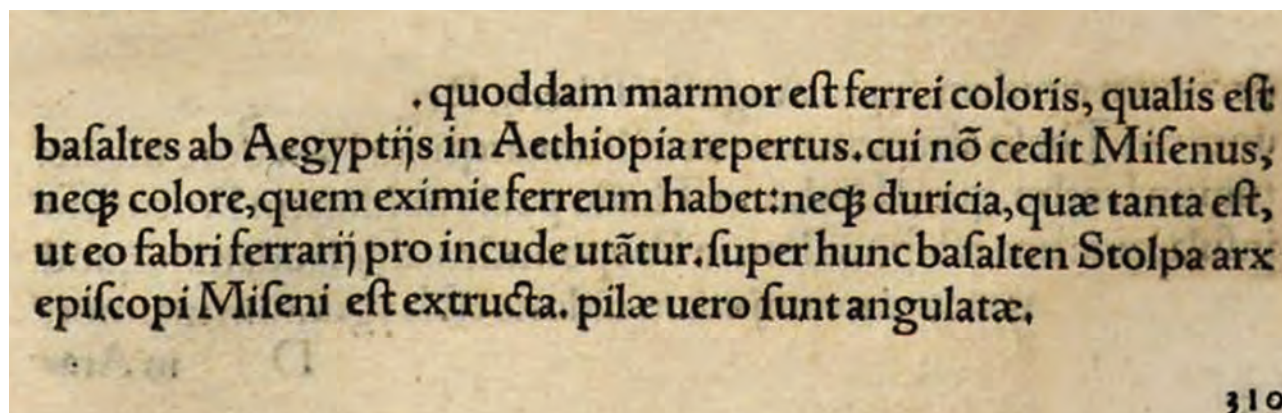 . quoddam marmor eſt ferrei coloris, qualis eſt
baſaltes ab Aegyptijs in Aethiopia repertus. cui nõ cedit Miſenus,
neqꝫ colore, quem eximie ferreum habet: neqꝫ duricia, quæ tanta eſt,
ut eo fabri ferrarij pro incude utãtur. ſuper hunc baſalten Stolpa arx
epiſcopi Miſeni eſt extructa. pilæ uero ſunt angulatæ.
310